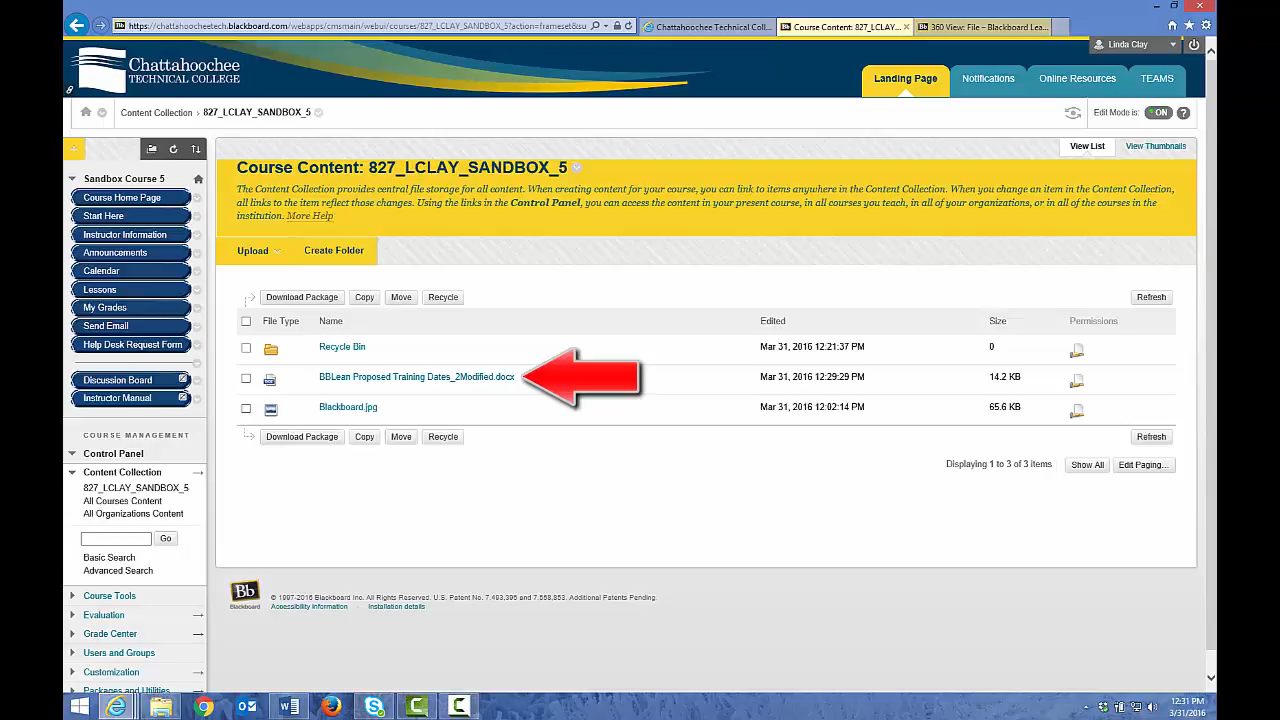 https://chattahoocheetech.blackboard.com/webapps/cmsmain/webui/courses/827_LCLAY_SANDBOX_5?action=frameset&su
Chattahoochee Technical Coll...
Course Content: 827_LCLAY...
360 View: File – Blackboard Lea...
Linda Clay
Chattahoochee
TECHNICAL COLLEGE
Landing Page
Notifications
Online Resources
TEAMS
Content Collection > 827_LCLAY_SANDBOX_5
Edit Mode is:
ON
?
View List
View Thumbnails
Sandbox Course 5
Course Home Page
Start Here
Instructor Information
Announcements
Calendar
Lessons
My Grades
Send Email
Help Desk Request Form
Discussion Board
Instructor Manual
COURSE MANAGEMENT
Control Panel
Content Collection
827_LCLAY_SANDBOX_5
All Courses Content
All Organizations Content
Go
Basic Search
Advanced Search
Course Tools
Evaluation
Grade Center
Users and Groups
Customization
Packages and Utilities
Course Content: 827_LCLAY_SANDBOX_5
The Content Collection provides central file storage for all content. When creating content for your course, you can link to items anywhere in the Content Collection. When you change an item in the Content Collection,
all links to the item reflect those changes. Using the links in the Control Panel, you can access the content in your present course, in all courses you teach, in all of your organizations, or in all of the courses in the
institution. More Help
Upload
Create Folder
Download Package
Copy
Move
Recycle
Refresh
File Type
Name
Edited
Size
Permissions
Recycle Bin
Mar 31, 2016 12:21:37 PM
0
BBLean Proposed Training Dates_2Modified.docx
Mar 31, 2016 12:29:29 PM
14.2 KB
Blackboard.jpg
Mar 31, 2016 12:02:14 PM
65.6 KB
Download Package
Copy
Move
Recycle
Refresh
Displaying 1 to 3 of 3 items
Show All
Edit Paging...
Bb
Blackboard
© 1997-2016 Blackboard Inc. All Rights Reserved. U.S. Patent No. 7,493,396 and 7,558,853. Additional Patents Pending.
Accessibility information
Installation details
12:31 PM
3/31/2016